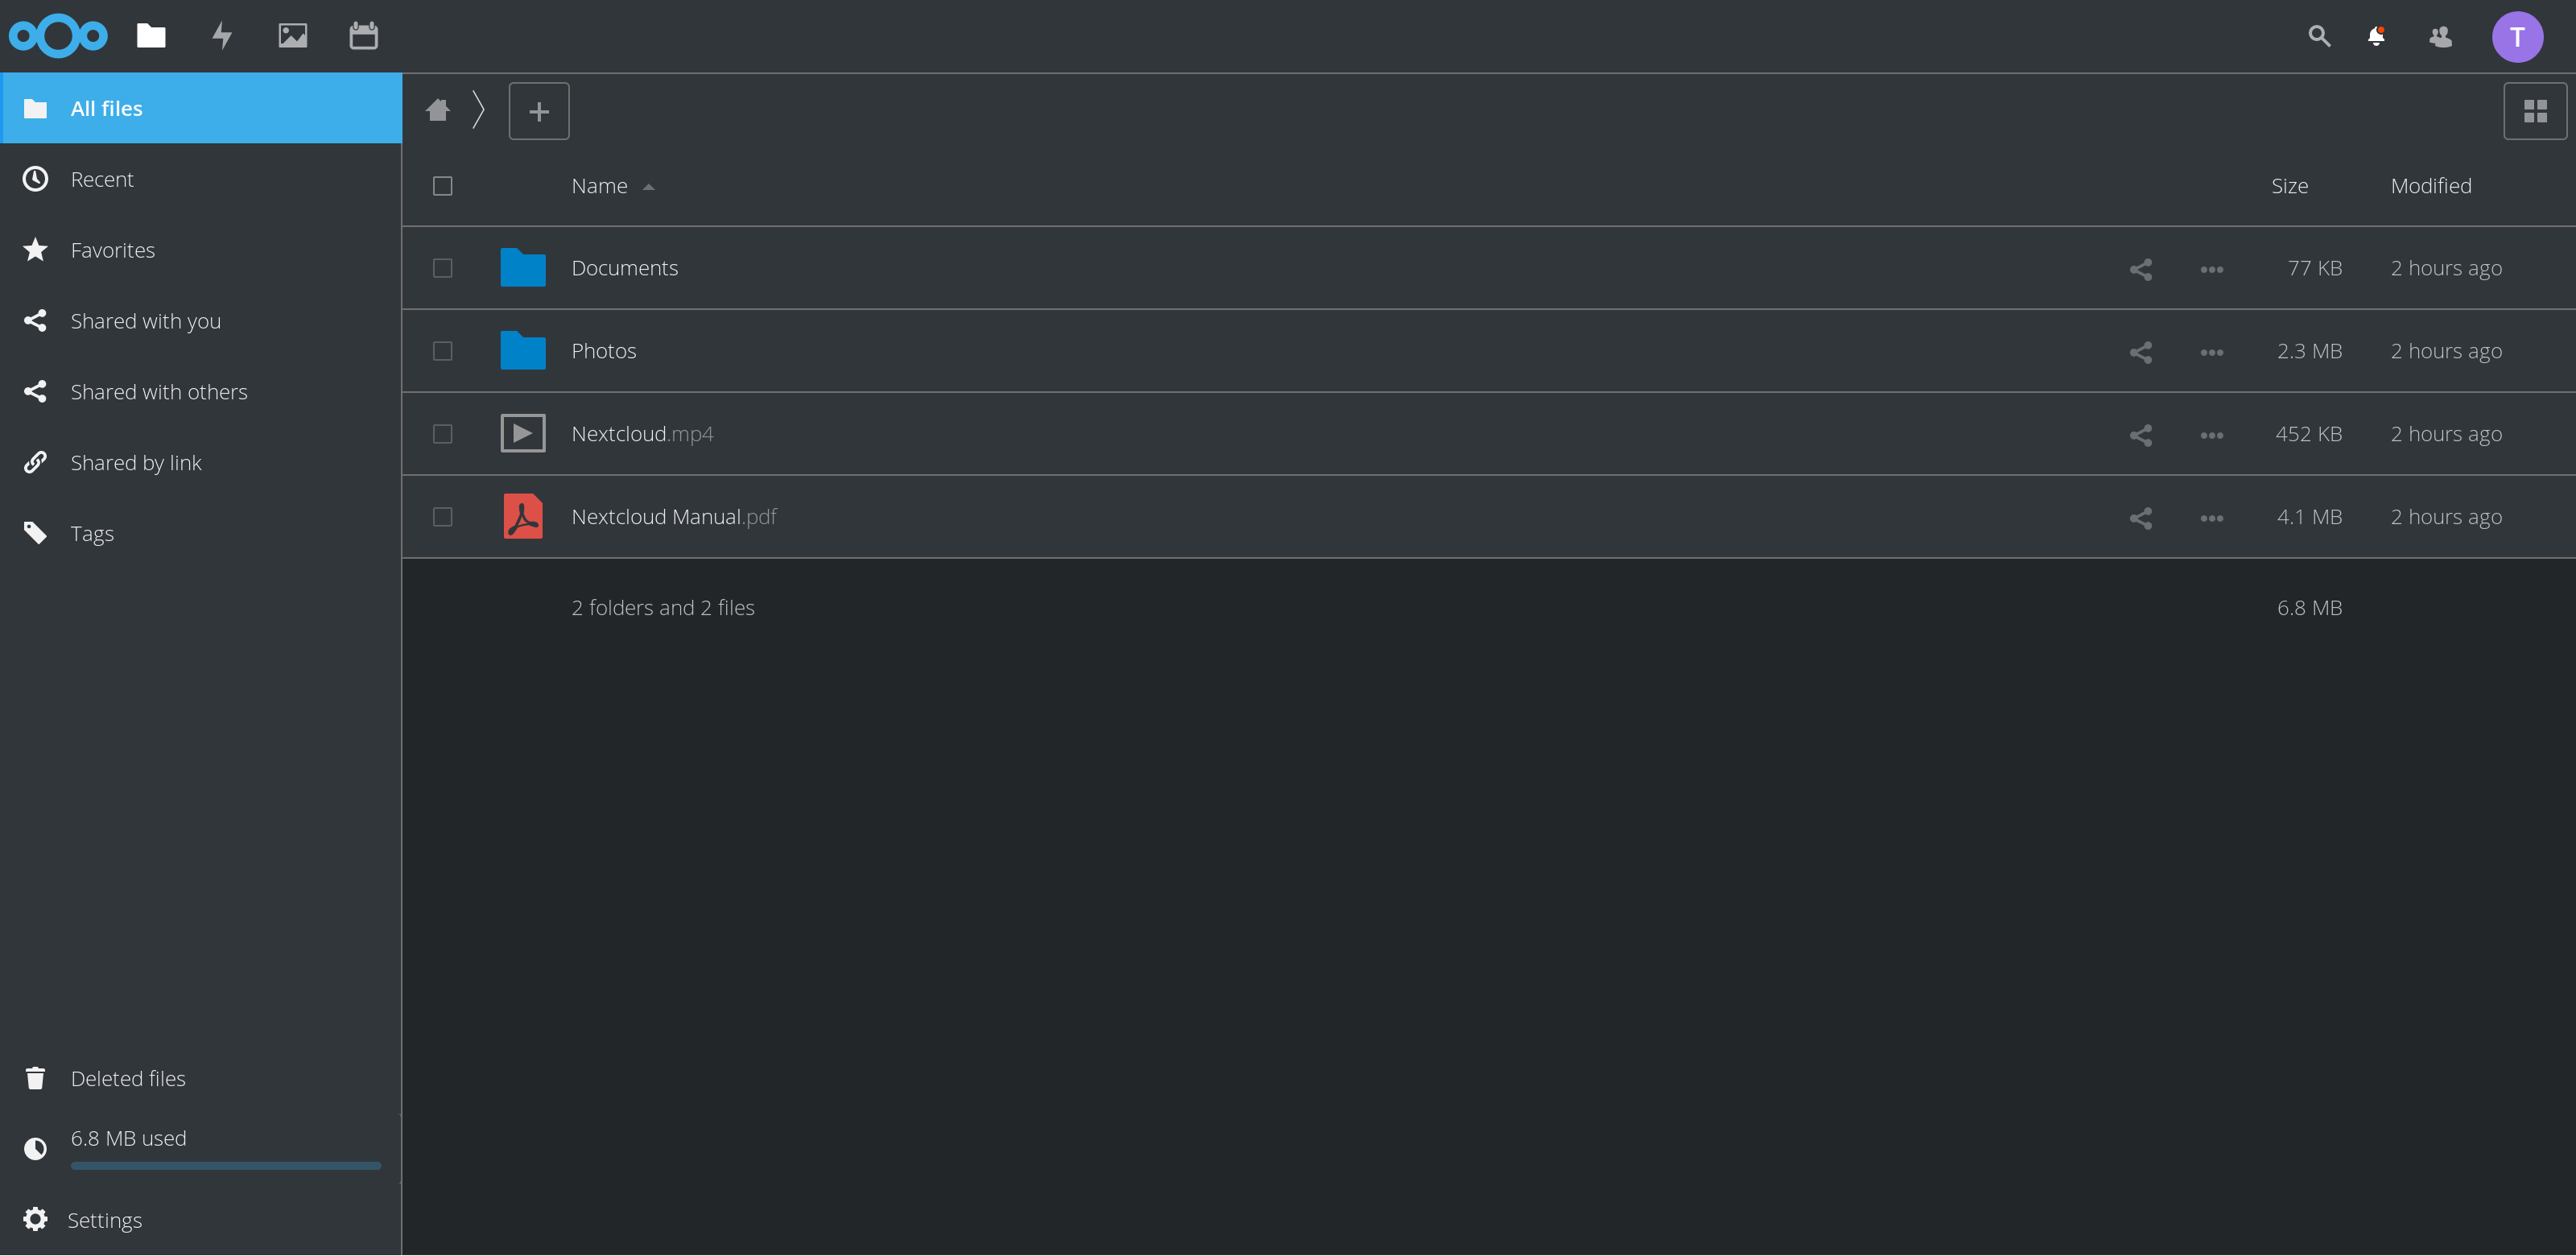 T
All files
Recent
Favorites
Shared with you
Shared with others
Shared by link
Tags
Deleted files
6.8 MB used
Settings
Name Size Modified
Documents 77 KB 2 hours ago
Photos 2.3 MB 2 hours ago
Nextcloud.mp4 452 KB 2 hours ago
Nextcloud Manual.pdf 4.1 MB 2 hours ago
2 folders and 2 files 6.8 MB